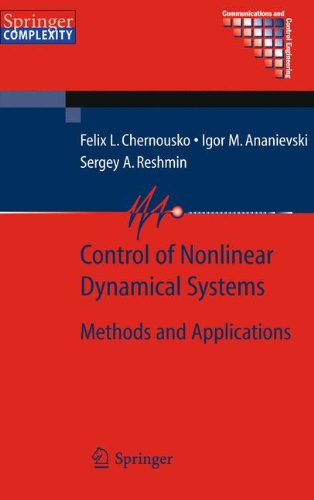 Springer
COMPLEXITY
Communications and
Control Engineering
Felix L. Chernousko · Igor M. Ananievski
Sergey A. Reshmin
Control of Nonlinear
Dynamical Systems
Methods and Applications
Springer